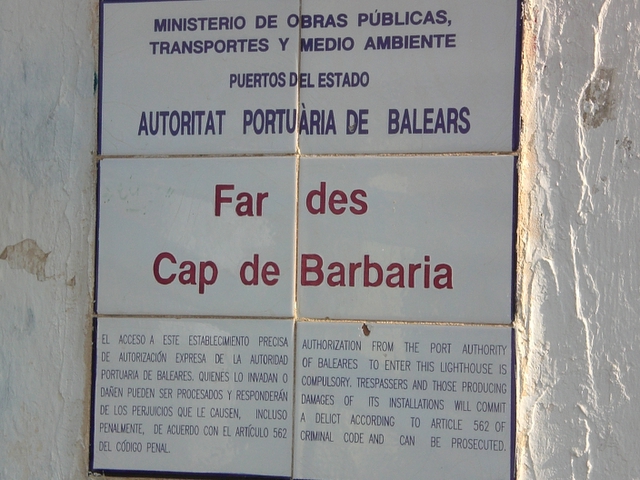 MINISTERIO DE OBRAS PÚBLICAS,
TRANSPORTES Y MEDIO AMBIENTE
PUERTOS DEL ESTADO
AUTORITAT PORTUÀRIA DE BALEARS
Far des
Cap de Barbaria
EL ACCESO A ESTE ESTABLECIMIENTO PRECISA
DE AUTORIZACIÓN EXPRESA DE LA AUTORIDAD
PORTUARIA DE BALEARES. QUIENES LO INVADAN O
DAÑEN PUEDEN SER PROCESADOS Y RESPONDERÁN
DE LOS PERJUICIOS QUE LE CAUSEN, INCLUSO
PENALMENTE, DE ACUERDO CON EL ARTÍCULO 562
DEL CÓDIGO PENAL.
AUTHORIZATION FROM THE PORT AUTHORITY
OF BALEARES TO ENTER THIS LIGHTHOUSE IS
COMPULSORY. TRESPASSERS AND THOSE PRODUCING
DAMAGES OF ITS INSTALLATIONS WILL COMMIT
A DELICT ACCORDING TO ARTICLE 562 OF
CRIMINAL CODE AND CAN BE PROSECUTED.